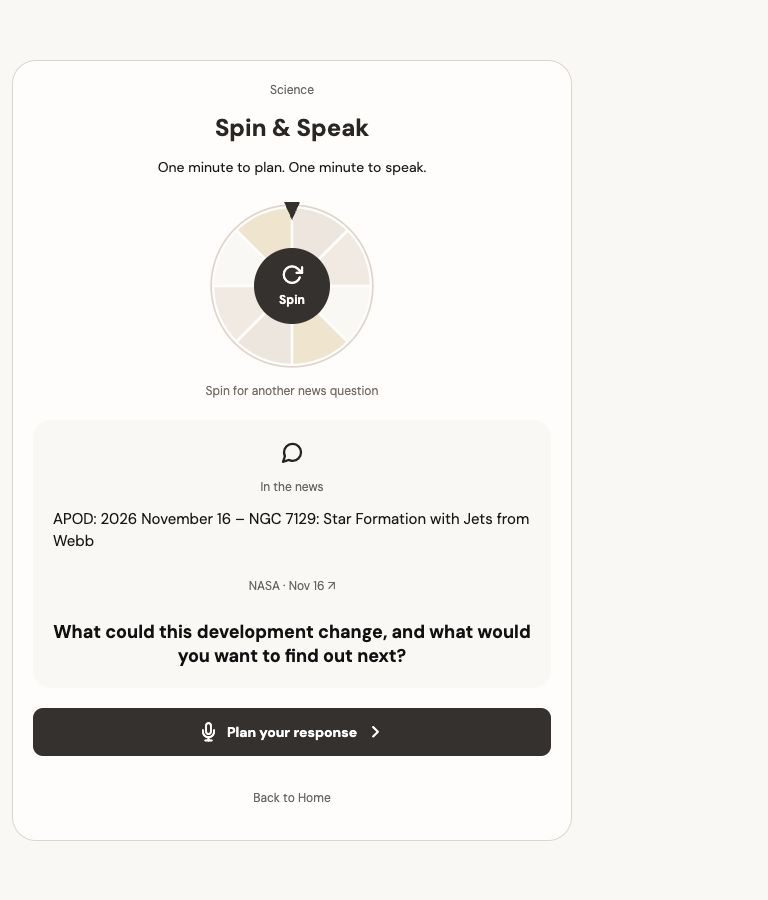 Science
Spin & Speak
One minute to plan. One minute to speak.
Spin
Spin for another news question
In the news
APOD: 2026 November 16 – NGC 7129: Star Formation with Jets from
Webb
NASA · Nov 16 ↗
What could this development change, and what would
you want to find out next?
Plan your response
Back to Home